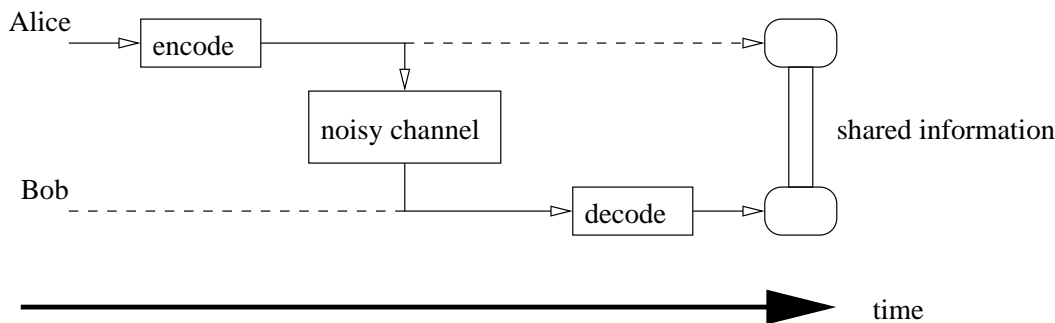 Alice
encode
noisy channel
shared information
Bob
decode
time